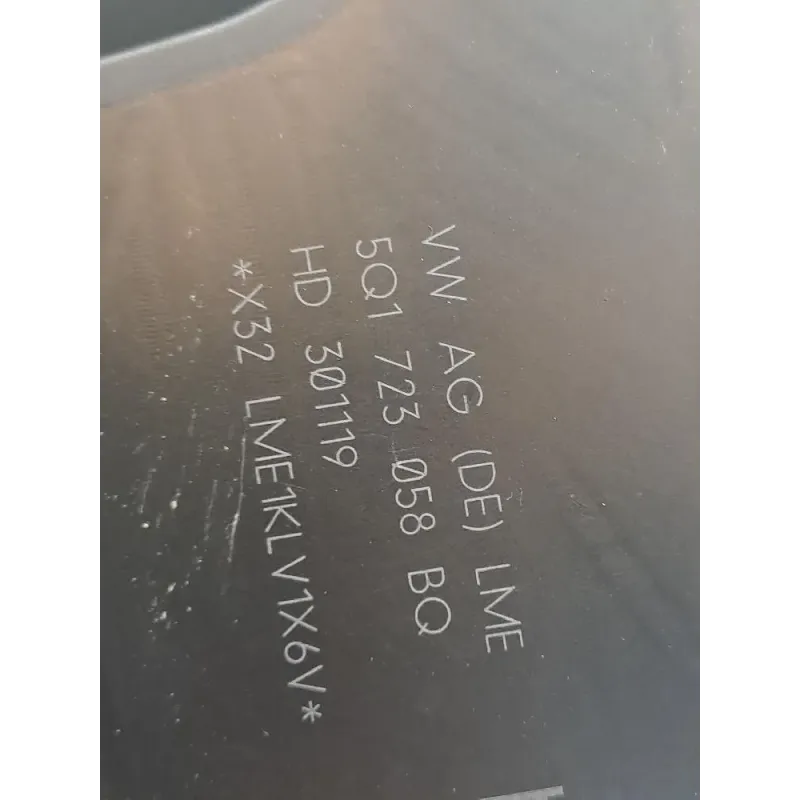 VW AG (DE) LME
5Q1 723 058 BQ
HD 301119
*X32 LME1KLV1X6V*